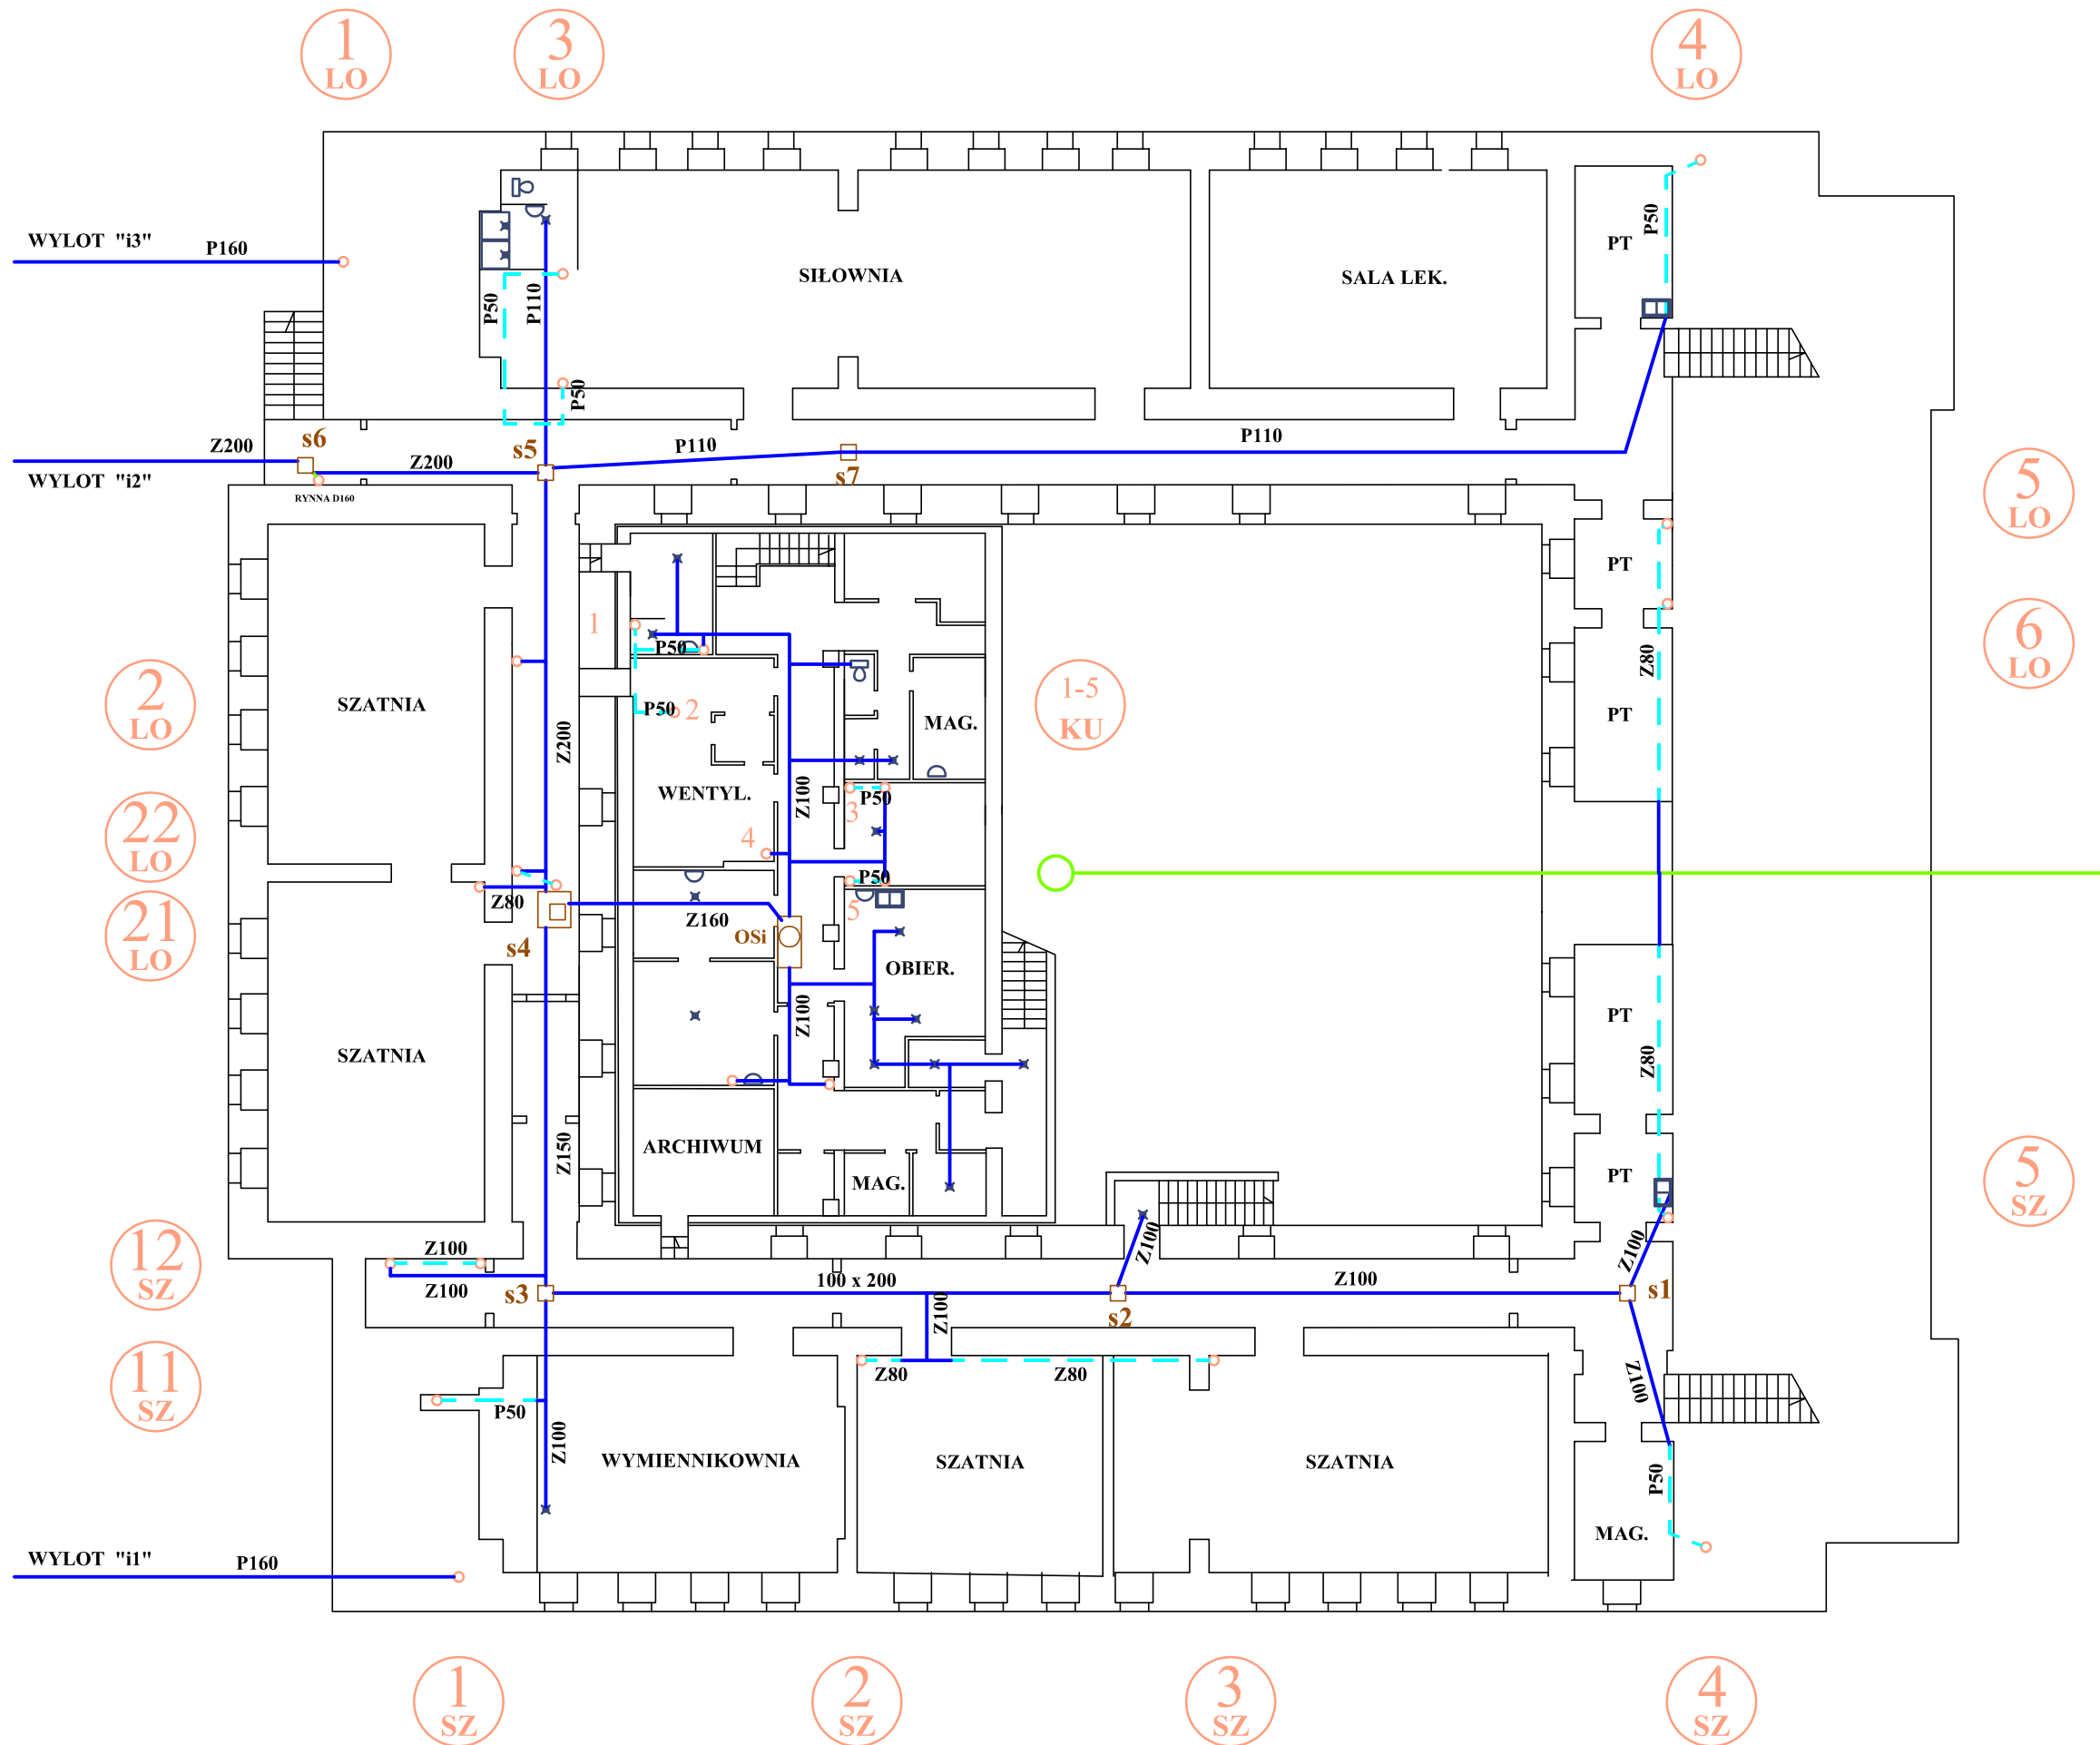 1
LO
3
LO
4
LO
WYLOT "i3"
P160
P50
P110
P50
SIŁOWNIA
SALA LEK.
PT
P50
WYLOT "i2"
Z200
s6
Z200
s5
P110
s7
P110
RYNNA D160
5
LO
6
LO
2
LO
22
LO
21
LO
SZATNIA
Z200
1
P50
P50
2
WENTYL.
Z100
MAG.
1-5
KU
P50
3
4
P50
5
Z80
s4
Z160
OSi
OBIER.
Z100
SZATNIA
Z150
ARCHIWUM
MAG.
PT
Z80
PT
PT
Z80
PT
5
SZ
12
SZ
11
SZ
Z100
Z100
s3
100 x 200
Z100
s2
Z100
Z100
s1
Z100
Z100
Z80
Z80
P50
Z100
WYMIENNIKOWNIA
SZATNIA
SZATNIA
P50
MAG.
WYLOT "i1"
P160
1
SZ
2
SZ
3
SZ
4
SZ